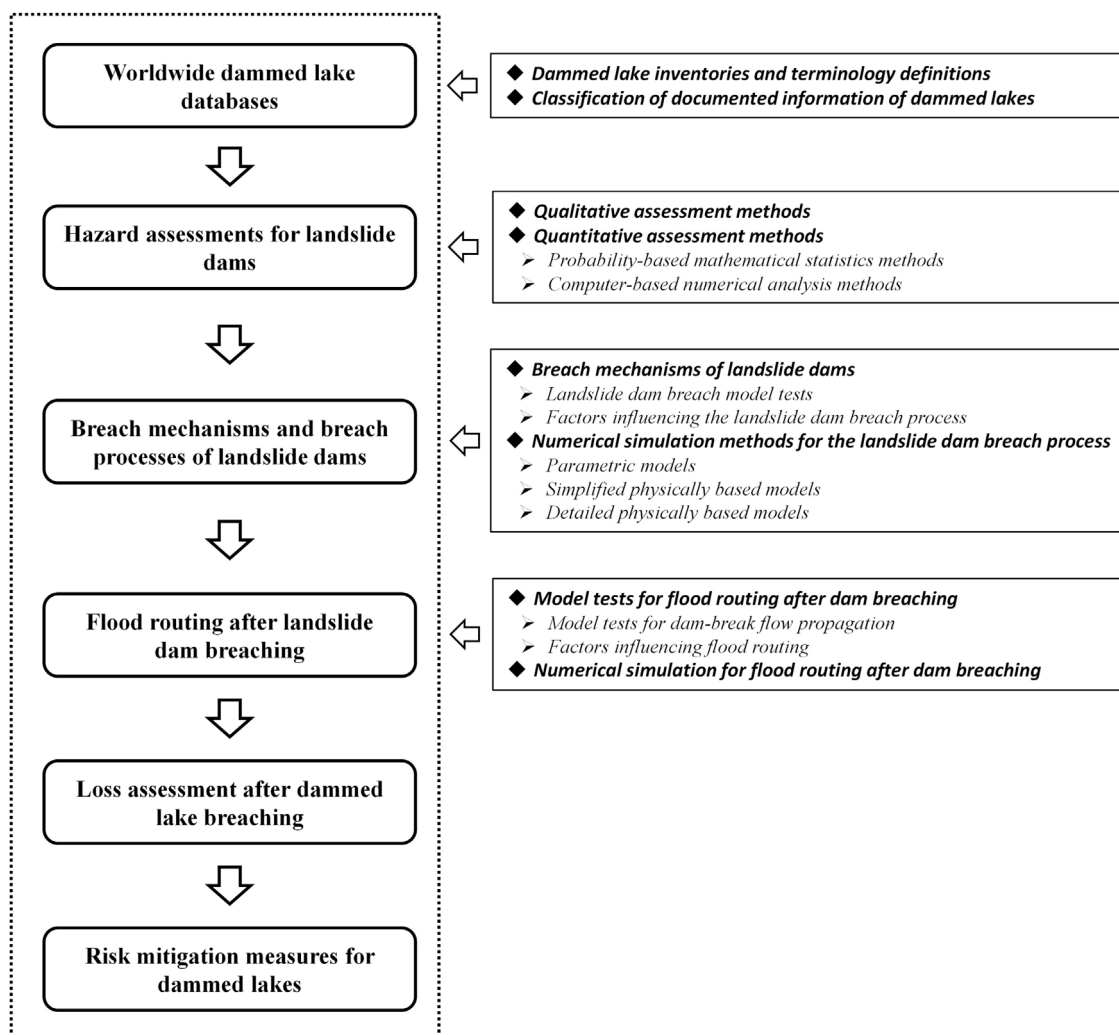 Worldwide dammed lake
databases
◆ Dammed lake inventories and terminology definitions
◆ Classification of documented information of dammed lakes
Hazard assessments for landslide
dams
◆ Qualitative assessment methods
◆ Quantitative assessment methods
➢ Probability-based mathematical statistics methods
➢ Computer-based numerical analysis methods
Breach mechanisms and breach
processes of landslide dams
◆ Breach mechanisms of landslide dams
➢ Landslide dam breach model tests
➢ Factors influencing the landslide dam breach process
◆ Numerical simulation methods for the landslide dam breach process
➢ Parametric models
➢ Simplified physically based models
➢ Detailed physically based models
Flood routing after landslide
dam breaching
◆ Model tests for flood routing after dam breaching
➢ Model tests for dam-break flow propagation
➢ Factors influencing flood routing
◆ Numerical simulation for flood routing after dam breaching
Loss assessment after dammed
lake breaching
Risk mitigation measures for
dammed lakes